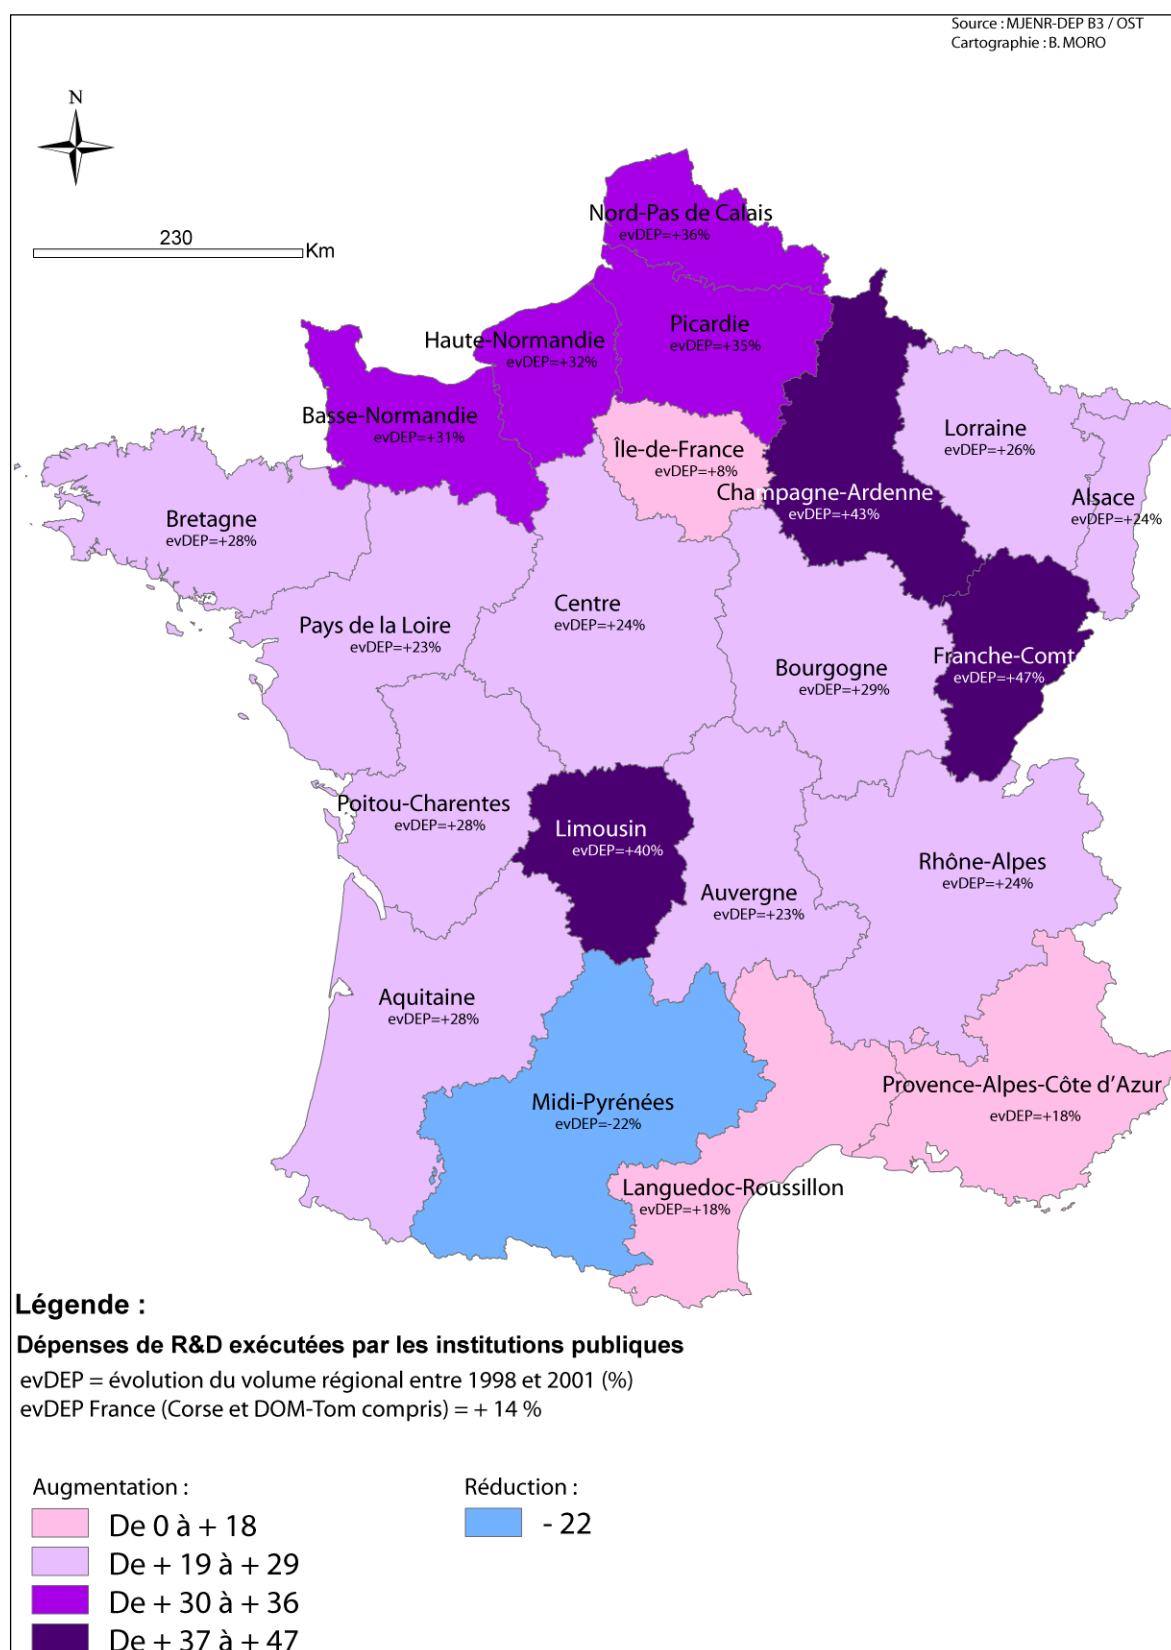 Source : MJENR-DEP B3 / OST
Cartographie : B. MORO
N
230
Km
Nord-Pas de Calais
evDEP=+36%
Picardie
evDEP=+35%
Haute-Normandie
evDEP=+32%
Basse-Normandie
evDEP=+31%
Île-de-France
evDEP=+8%
Champagne-Ardenne
evDEP=+43%
Lorraine
evDEP=+26%
Alsace
evDEP=+24%
Bretagne
evDEP=+28%
Pays de la Loire
evDEP=+23%
Centre
evDEP=+24%
Bourgogne
evDEP=+29%
Franche-Comt
evDEP=+47%
Poitou-Charentes
evDEP=+28%
Limousin
evDEP=+40%
Auvergne
evDEP=+23%
Rhône-Alpes
evDEP=+24%
Aquitaine
evDEP=+28%
Midi-Pyrénées
evDEP=-22%
Languedoc-Roussillon
evDEP=+18%
Provence-Alpes-Côte d’Azur
evDEP=+18%
Légende :
Dépenses de R&D exécutées par les institutions publiques
evDEP = évolution du volume régional entre 1998 et 2001 (%)
evDEP France (Corse et DOM-Tom compris) = + 14 %
Augmentation :
De 0 à + 18
De + 19 à + 29
De + 30 à + 36
De + 37 à + 47
Réduction :
- 22